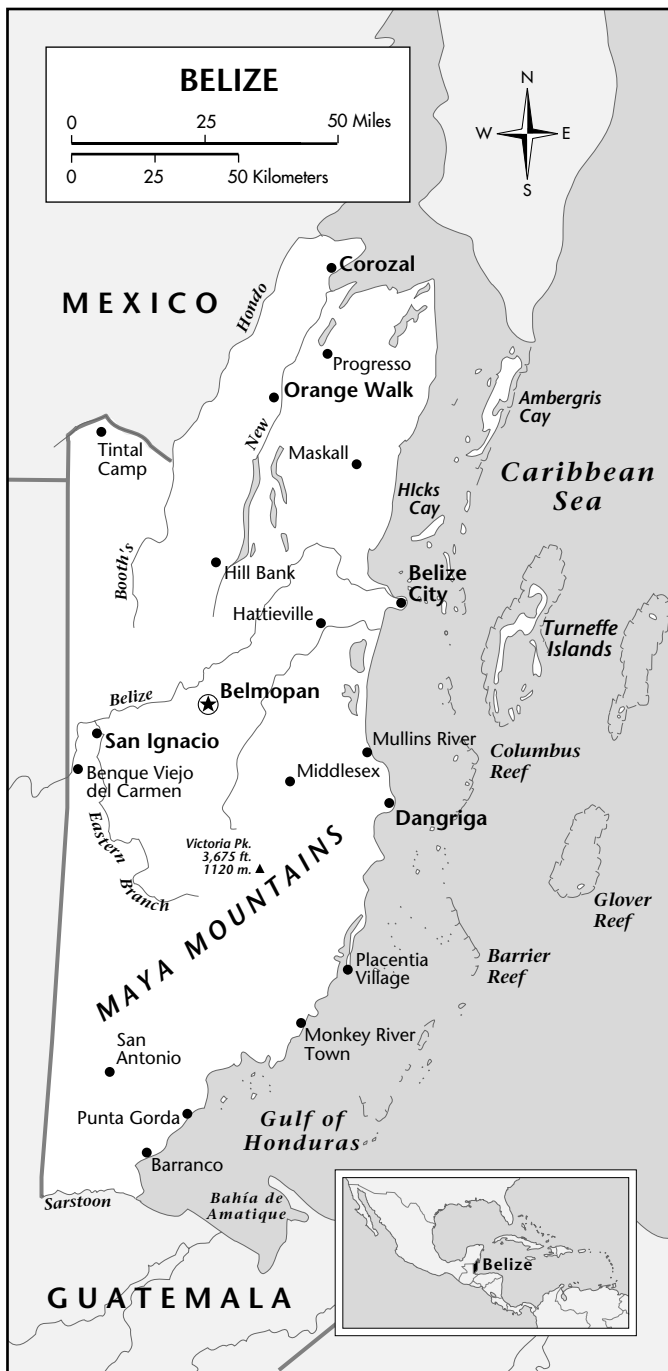 BELIZE
0 25 50 Miles
0 25 50 Kilometers
N
W E
S
MEXICO
Hondo
Corozal
Progresso
Orange Walk
New
Ambergris
Cay
Tintal
Camp
Maskall
Caribbean
Sea
HIcks
Cay
Booth's
Hill Bank
Belize
City
Hattieville
Turneffe
Islands
Belize
Belmopan
San Ignacio
Mullins River
Columbus
Reef
Benque Viejo
del Carmen
Middlesex
Dangriga
Eastern
Branch
Victoria Pk.
3,675 ft.
1120 m.
MAYA MOUNTAINS
Glover
Reef
Barrier
Reef
Placentia
Village
Monkey River
Town
San
Antonio
Punta Gorda
Gulf of
Honduras
Barranco
Sarstoon
Bahía de
Amatique
Belize
GUATEMALA